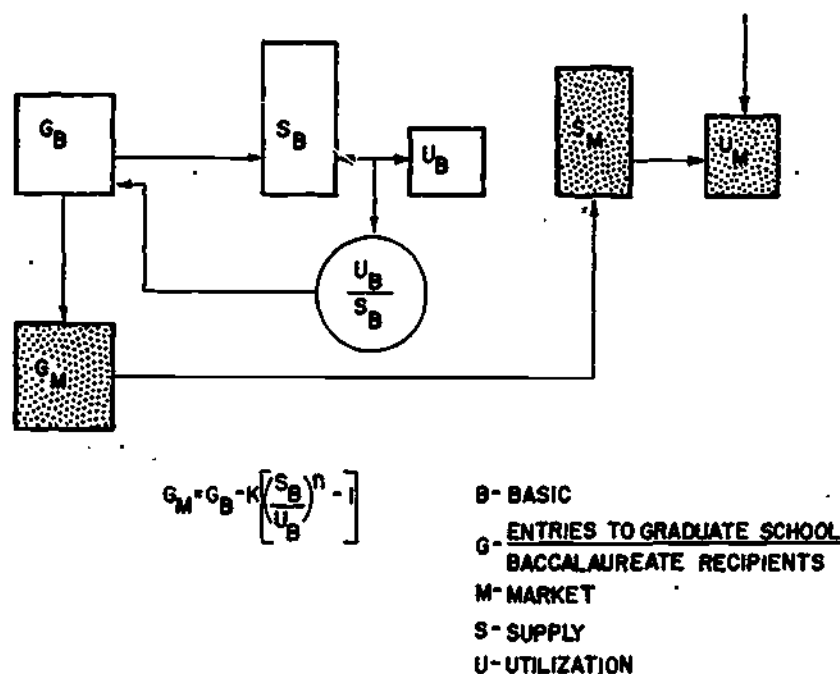 G_B
S_B
U_B
S_M
U_M
U_B
S_B
G_M
G_M = G_B - K[(S_B/U_B)^n - 1]
B - BASIC
G - ENTRIES TO GRADUATE SCHOOL
BACCALAUREATE RECIPIENTS
M - MARKET
S - SUPPLY
U - UTILIZATION